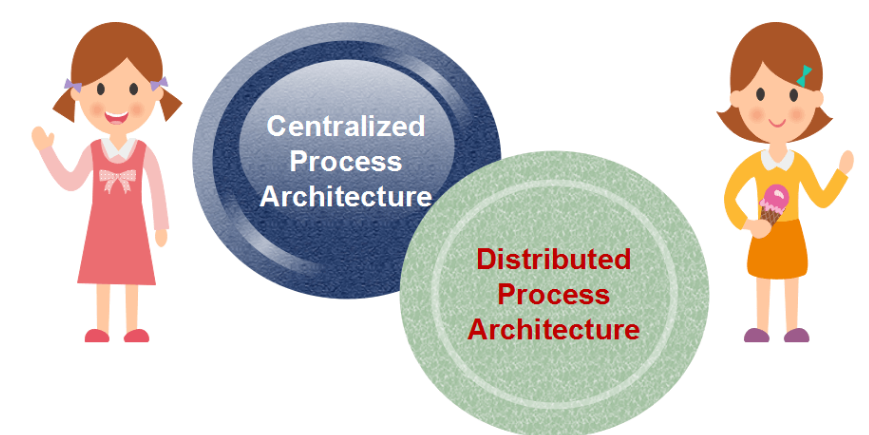 Centralized
Process
Architecture
Distributed
Process
Architecture